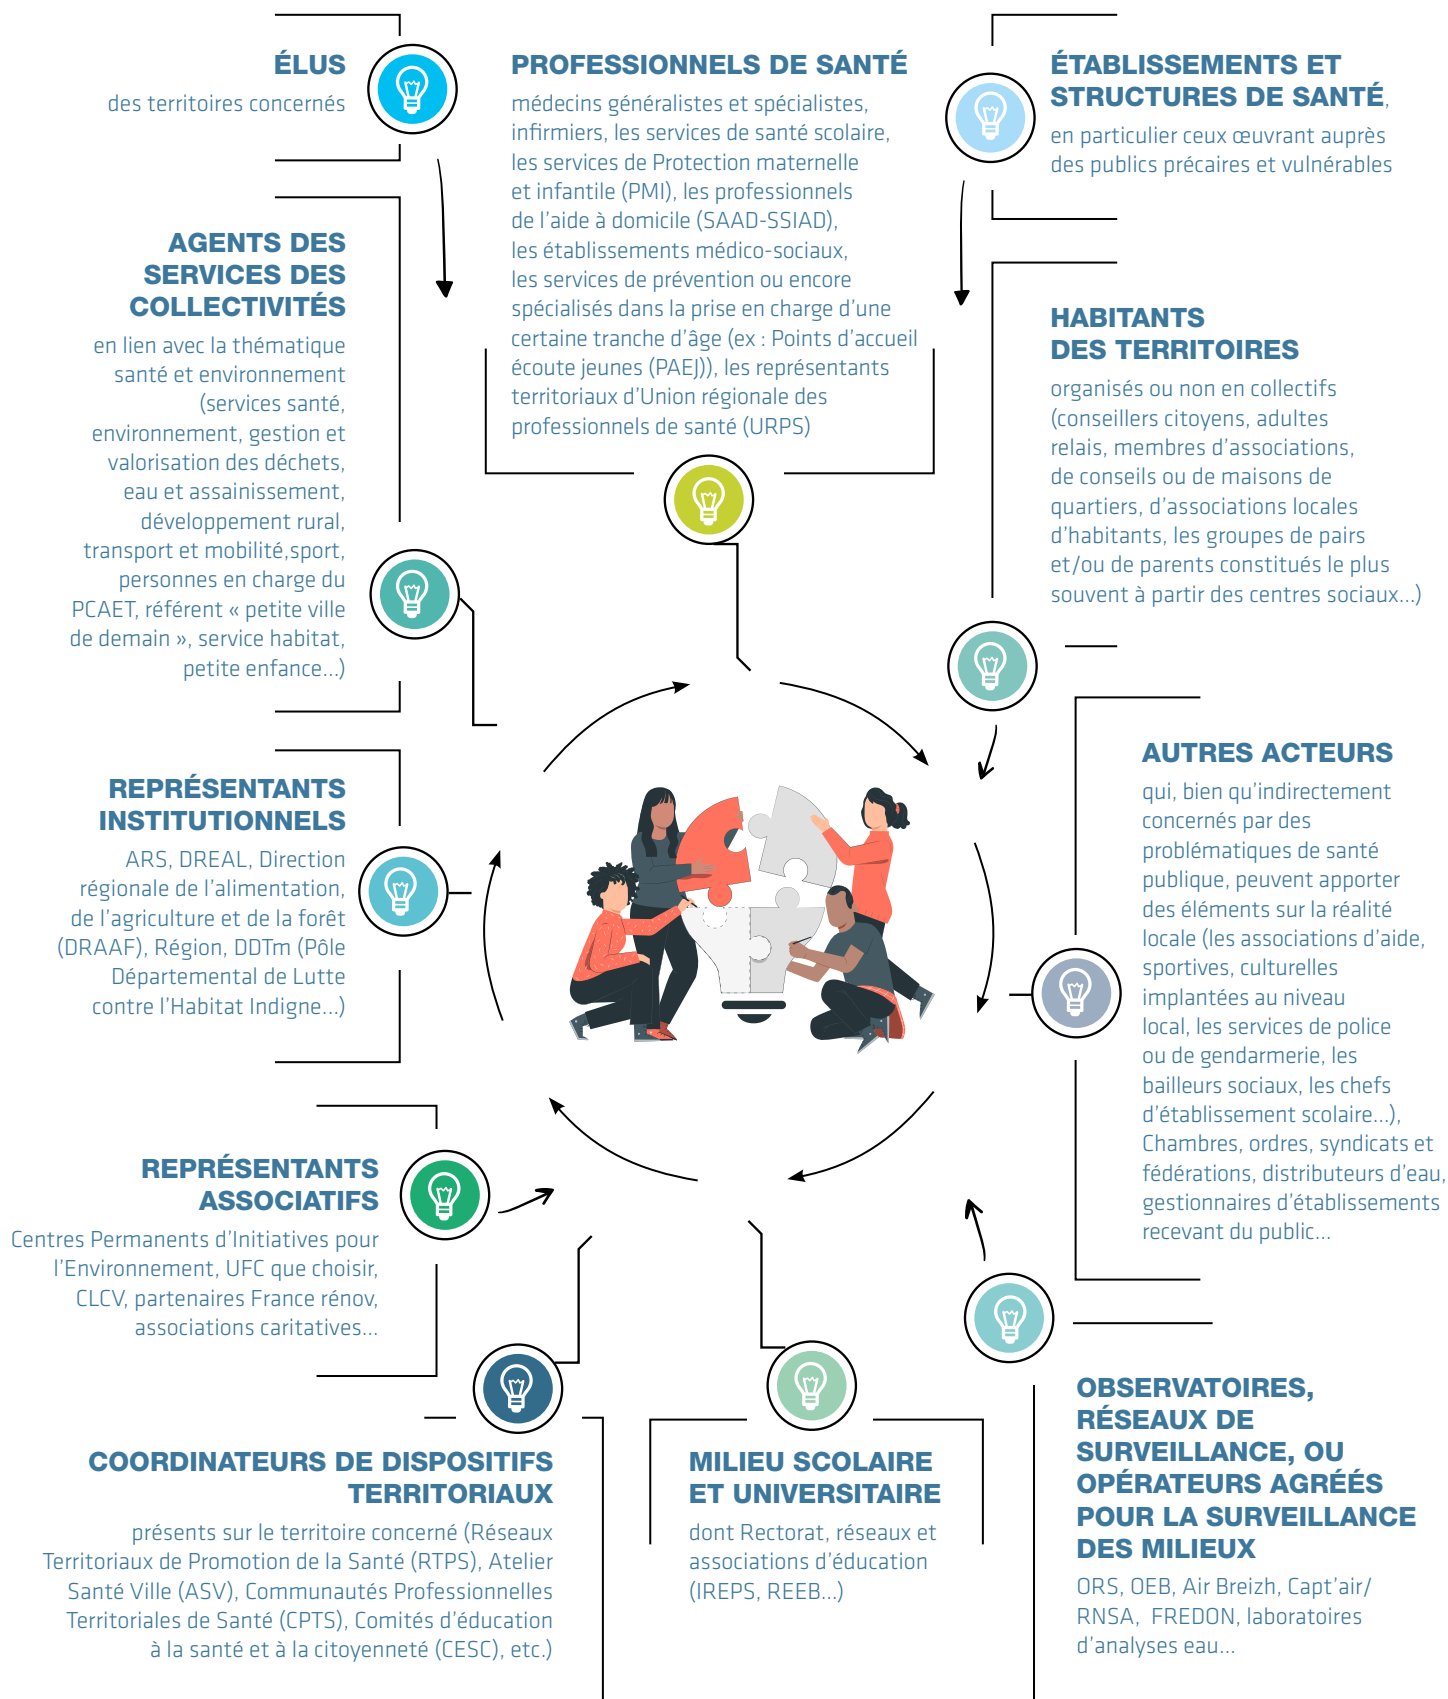 ÉLUS
des territoires concernés
PROFESSIONNELS DE SANTÉ
médecins généralistes et spécialistes,
infirmiers, les services de santé scolaire,
les services de Protection maternelle
et infantile (PMI), les professionnels
de l'aide à domicile (SAAD-SSIAD),
les établissements médico-sociaux,
les services de prévention ou encore
spécialisés dans la prise en charge d'une
certaine tranche d'âge (ex : Points d'accueil
écoute jeunes (PAEJ)), les représentants
territoriaux d'Union régionale des
professionnels de santé (URPS)
ÉTABLISSEMENTS ET
STRUCTURES DE SANTÉ,
en particulier ceux œuvrant auprès
des publics précaires et vulnérables
AGENTS DES
SERVICES DES
COLLECTIVITÉS
en lien avec la thématique
santé et environnement
(services santé,
environnement, gestion et
valorisation des déchets,
eau et assainissement,
développement rural,
transport et mobilité,sport,
personnes en charge du
PCAET, référent « petite ville
de demain », service habitat,
petite enfance...)
HABITANTS
DES TERRITOIRES
organisés ou non en collectifs
(conseillers citoyens, adultes
relais, membres d'associations,
de conseils ou de maisons de
quartiers, d'associations locales
d'habitants, les groupes de pairs
et/ou de parents constitués le plus
souvent à partir des centres sociaux...)
REPRÉSENTANTS
INSTITUTIONNELS
ARS, DREAL, Direction
régionale de l'alimentation,
de l'agriculture et de la forêt
(DRAAF), Région, DDTm (Pôle
Départemental de Lutte
contre l'Habitat Indigne...)
AUTRES ACTEURS
qui, bien qu'indirectement
concernés par des
problématiques de santé
publique, peuvent apporter
des éléments sur la réalité
locale (les associations d'aide,
sportives, culturelles
implantées au niveau
local, les services de police
ou de gendarmerie, les
bailleurs sociaux, les chefs
d'établissement scolaire...),
Chambres, ordres, syndicats et
fédérations, distributeurs d'eau,
gestionnaires d'établissements
recevant du public...
REPRÉSENTANTS
ASSOCIATIFS
Centres Permanents d'Initiatives pour
l'Environnement, UFC que choisir,
CLCV, partenaires France rénov,
associations caritatives...
COORDINATEURS DE DISPOSITIFS
TERRITORIAUX
présents sur le territoire concerné (Réseaux
Territoriaux de Promotion de la Santé (RTPS), Atelier
Santé Ville (ASV), Communautés Professionnelles
Territoriales de Santé (CPTS), Comités d'éducation
à la santé et à la citoyenneté (CESC), etc.)
MILIEU SCOLAIRE
ET UNIVERSITAIRE
dont Rectorat, réseaux et
associations d'éducation
(IREPS, REEB...)
OBSERVATOIRES,
RÉSEAUX DE
SURVEILLANCE, OU
OPÉRATEURS AGRÉÉS
POUR LA SURVEILLANCE
DES MILIEUX
ORS, OEB, Air Breizh, Capt'air/
RNSA, FREDON, laboratoires
d'analyses eau...